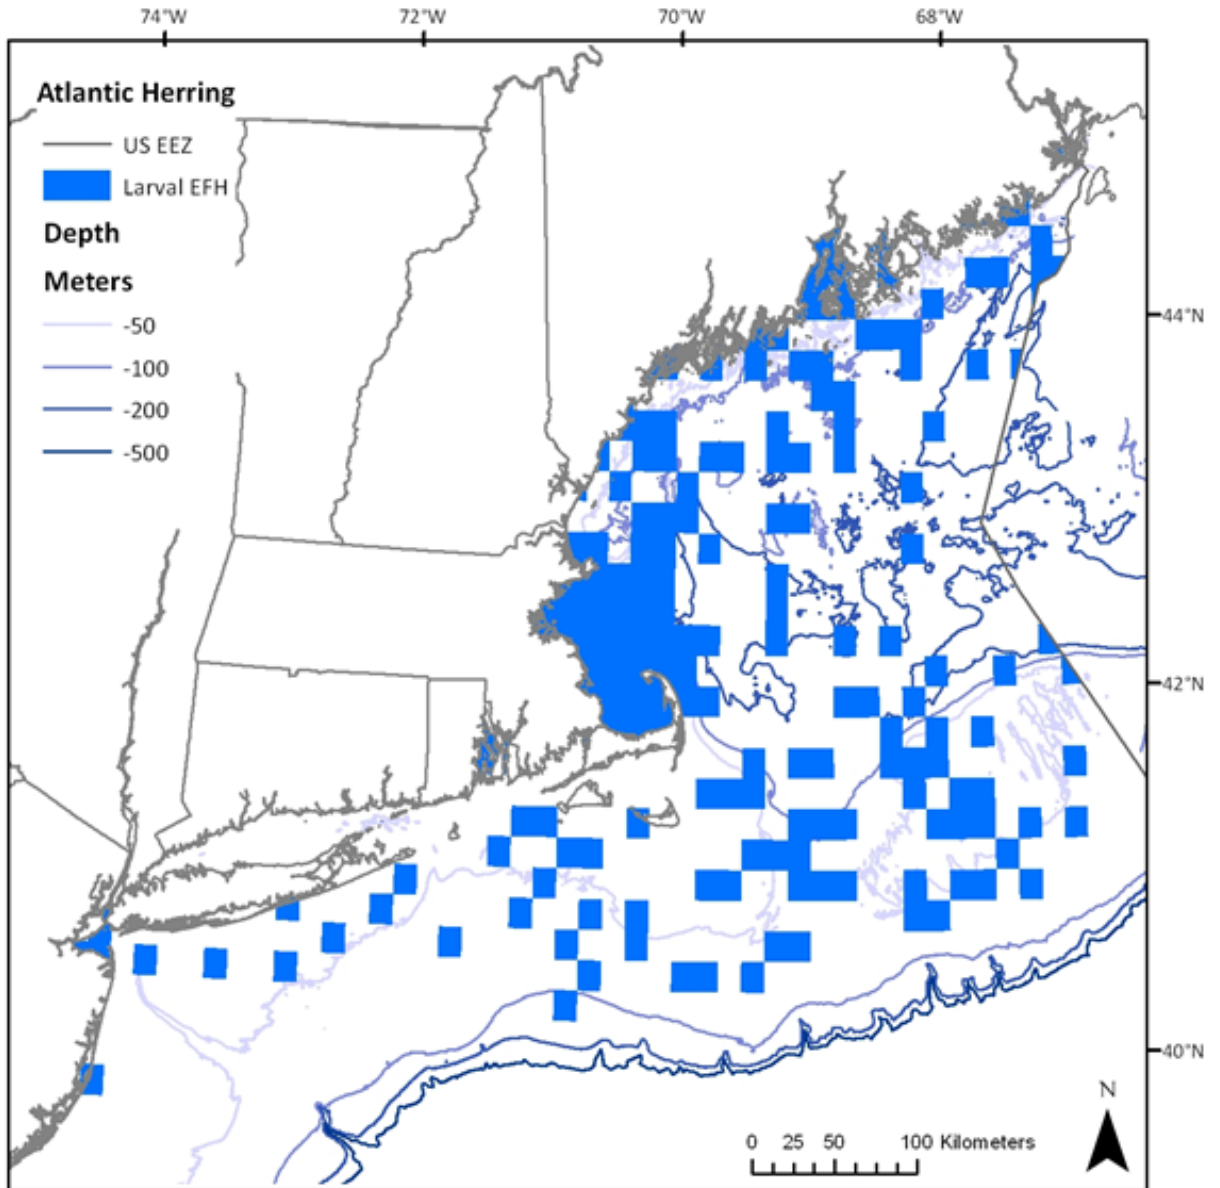 74°W 72°W 70°W 68°W
Atlantic Herring
US EEZ
Larval EFH
Depth
Meters
-50
-100
-200
-500
44°N
42°N
40°N
N
0 25 50 100 Kilometers